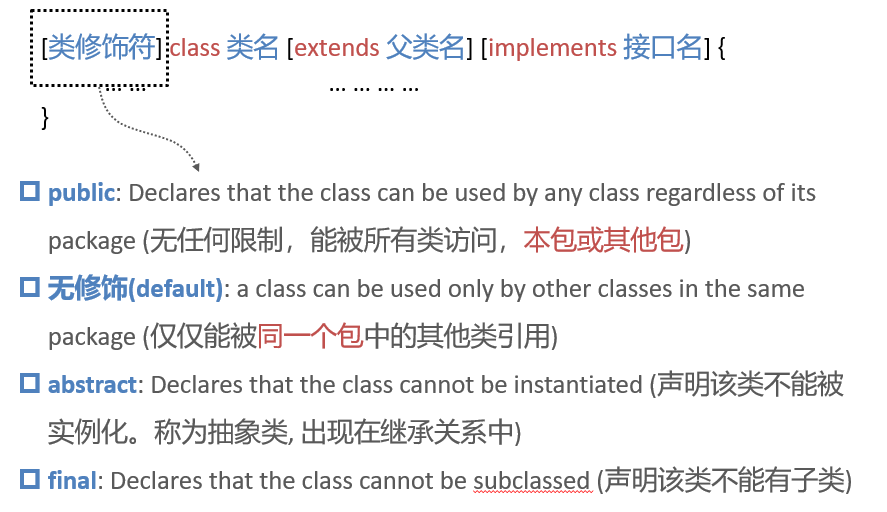 [类修饰符] class 类名 [extends 父类名] [implements 接口名] {
... ... ... ... ... ...
}
public: Declares that the class can be used by any class regardless of its
package (无任何限制，能被所有类访问，本包或其他包)
无修饰(default): a class can be used only by other classes in the same
package (仅仅能被同一个包中的其他类引用)
abstract: Declares that the class cannot be instantiated (声明该类不能被
实例化。称为抽象类, 出现在继承关系中)
final: Declares that the class cannot be subclassed (声明该类不能有子类)